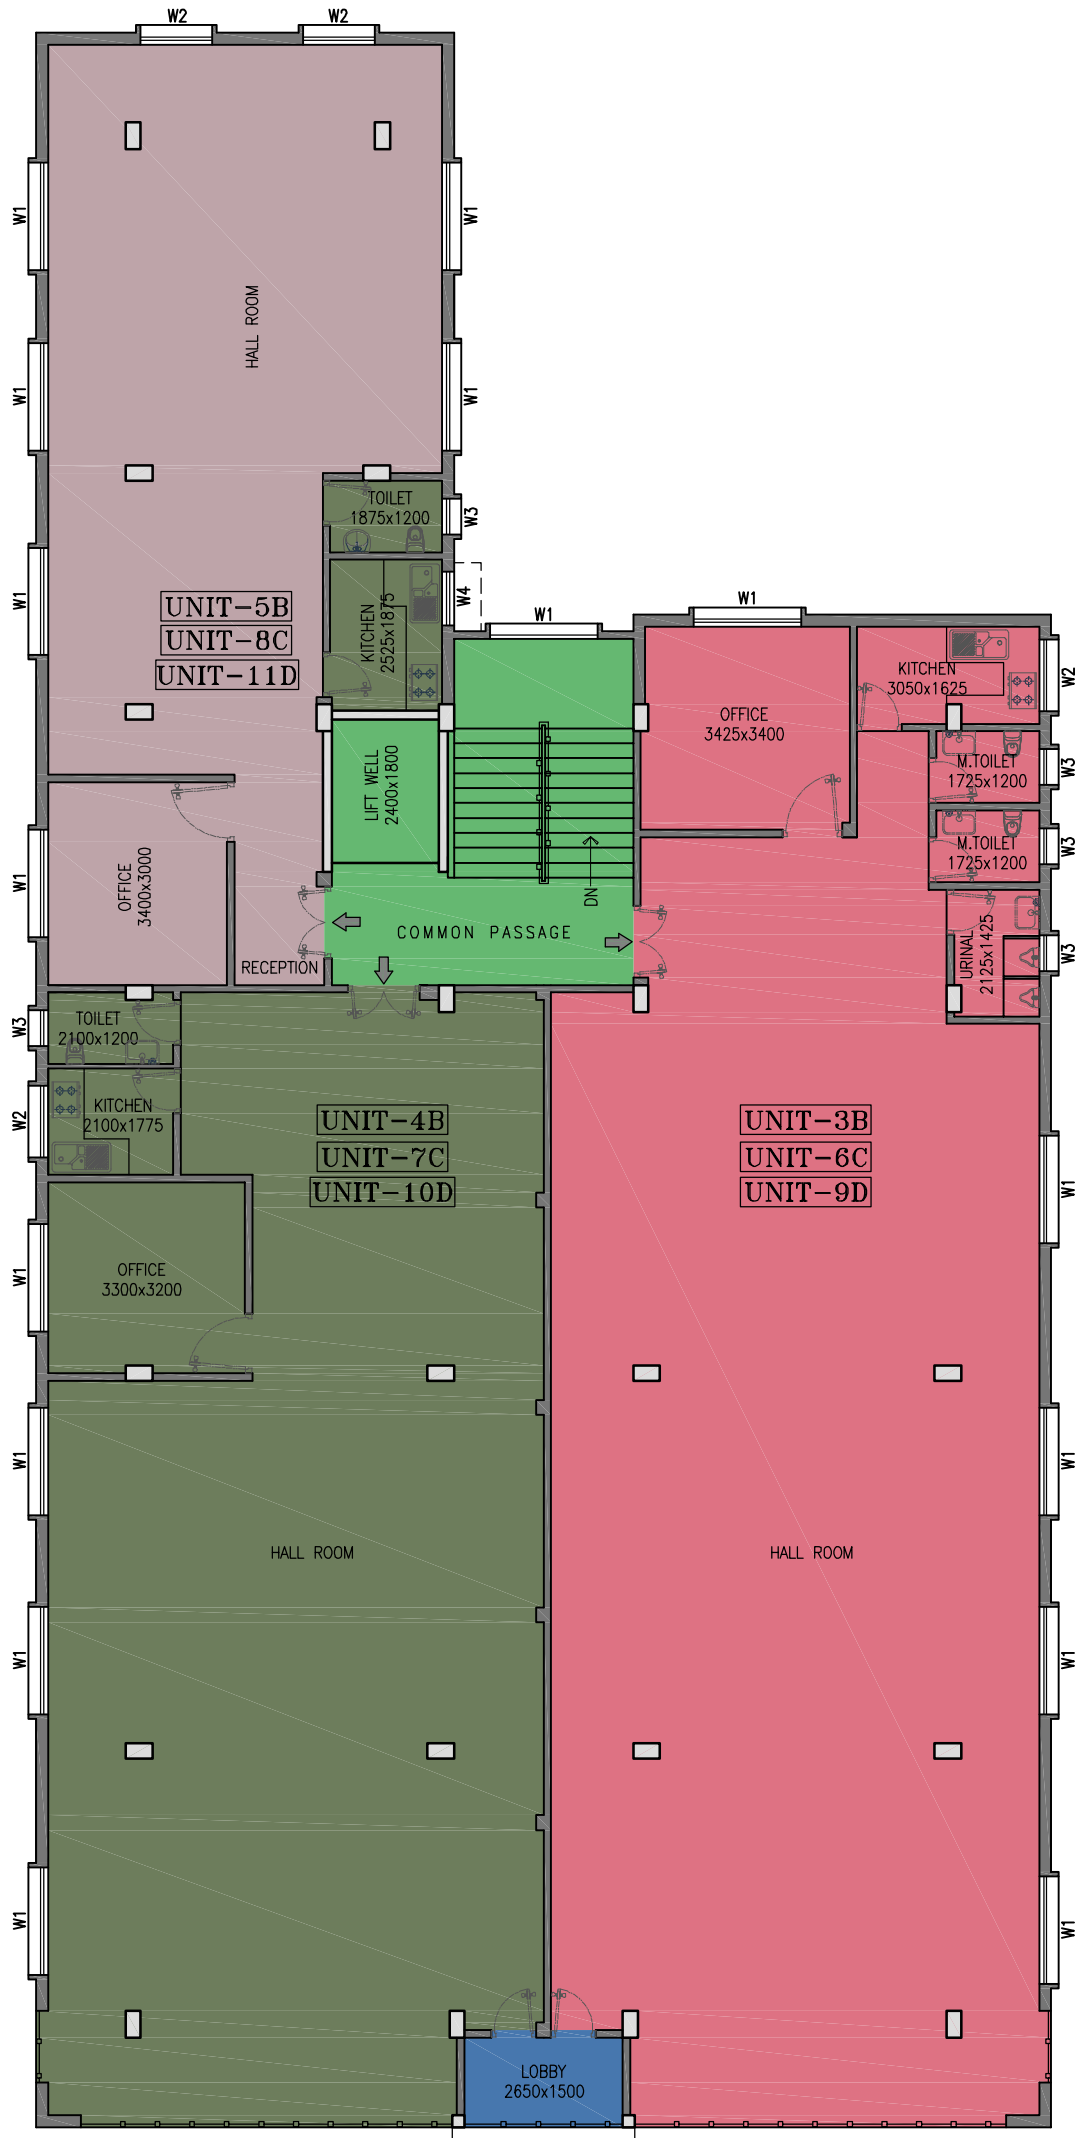 W2
W2
W1
W1
HALL ROOM
W1
W1
TOILET
1875x1200
W3
W1
UNIT-5B
UNIT-8C
UNIT-11D
KITCHEN
2525x1875
W4
W1
W1
OFFICE
3425x3400
KITCHEN
3050x1625
W2
LIFT WELL
2400x1800
M.TOILET
1725x1200
W3
M.TOILET
1725x1200
W3
W1
OFFICE
3400x3000
DN
COMMON PASSAGE
RECEPTION
URINAL
2125x1425
W3
W3
TOILET
2100x1200
W2
KITCHEN
2100x1775
UNIT-4B
UNIT-7C
UNIT-10D
UNIT-3B
UNIT-6C
UNIT-9D
W1
W1
OFFICE
3300x3200
W1
W1
HALL ROOM
HALL ROOM
W1
W1
W1
W1
LOBBY
2650x1500